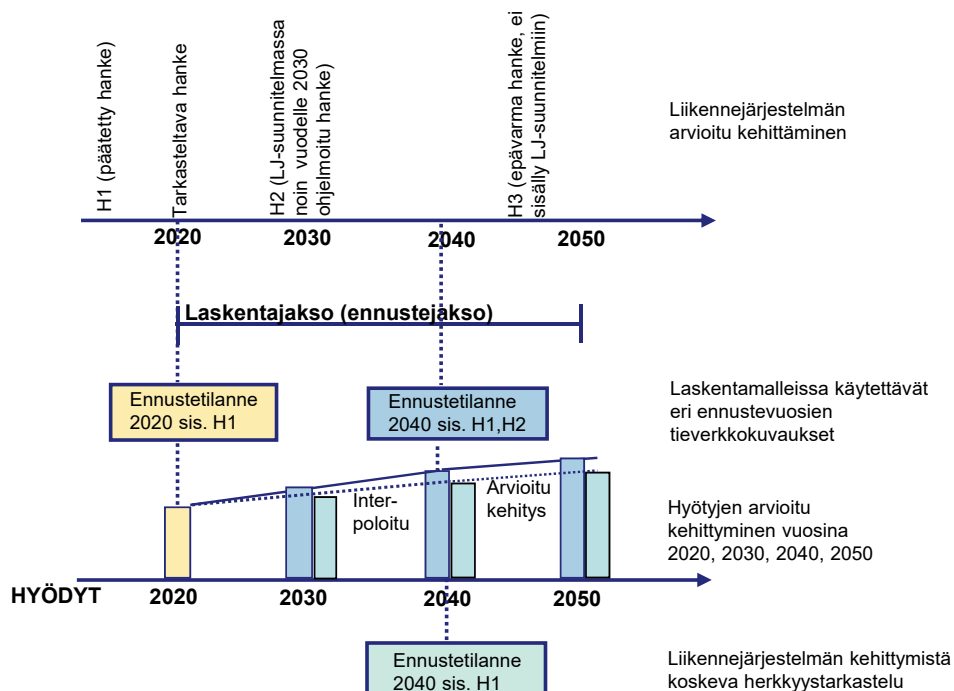 H1 (päätetty hanke)
Tarkasteltava hanke
H2 (LJ-suunnitelmassa
noin vuodelle 2030
ohjelmoitu hanke)
H3 (epävarma hanke, ei
sisälly LJ-suunnitelmiin)
Liikennejärjestelmän
arvioitu kehittäminen
2020 2030 2040 2050
Laskentajakso (ennustejakso)
Ennustetilanne
2020 sis. H1
Ennustetilanne
2040 sis. H1,H2
Laskentamalleissa käytettävät
eri ennustevuosien
tieverkkokuvaukset
Inter-
poloitu
Arvioitu
kehitys
Hyötyjen arvioitu
kehittyminen vuosina
2020, 2030, 2040, 2050
HYÖDYT 2020 2030 2040 2050
Ennustetilanne
2040 sis. H1
Liikennejärjestelmän kehittymistä
koskeva herkkyystarkastelu